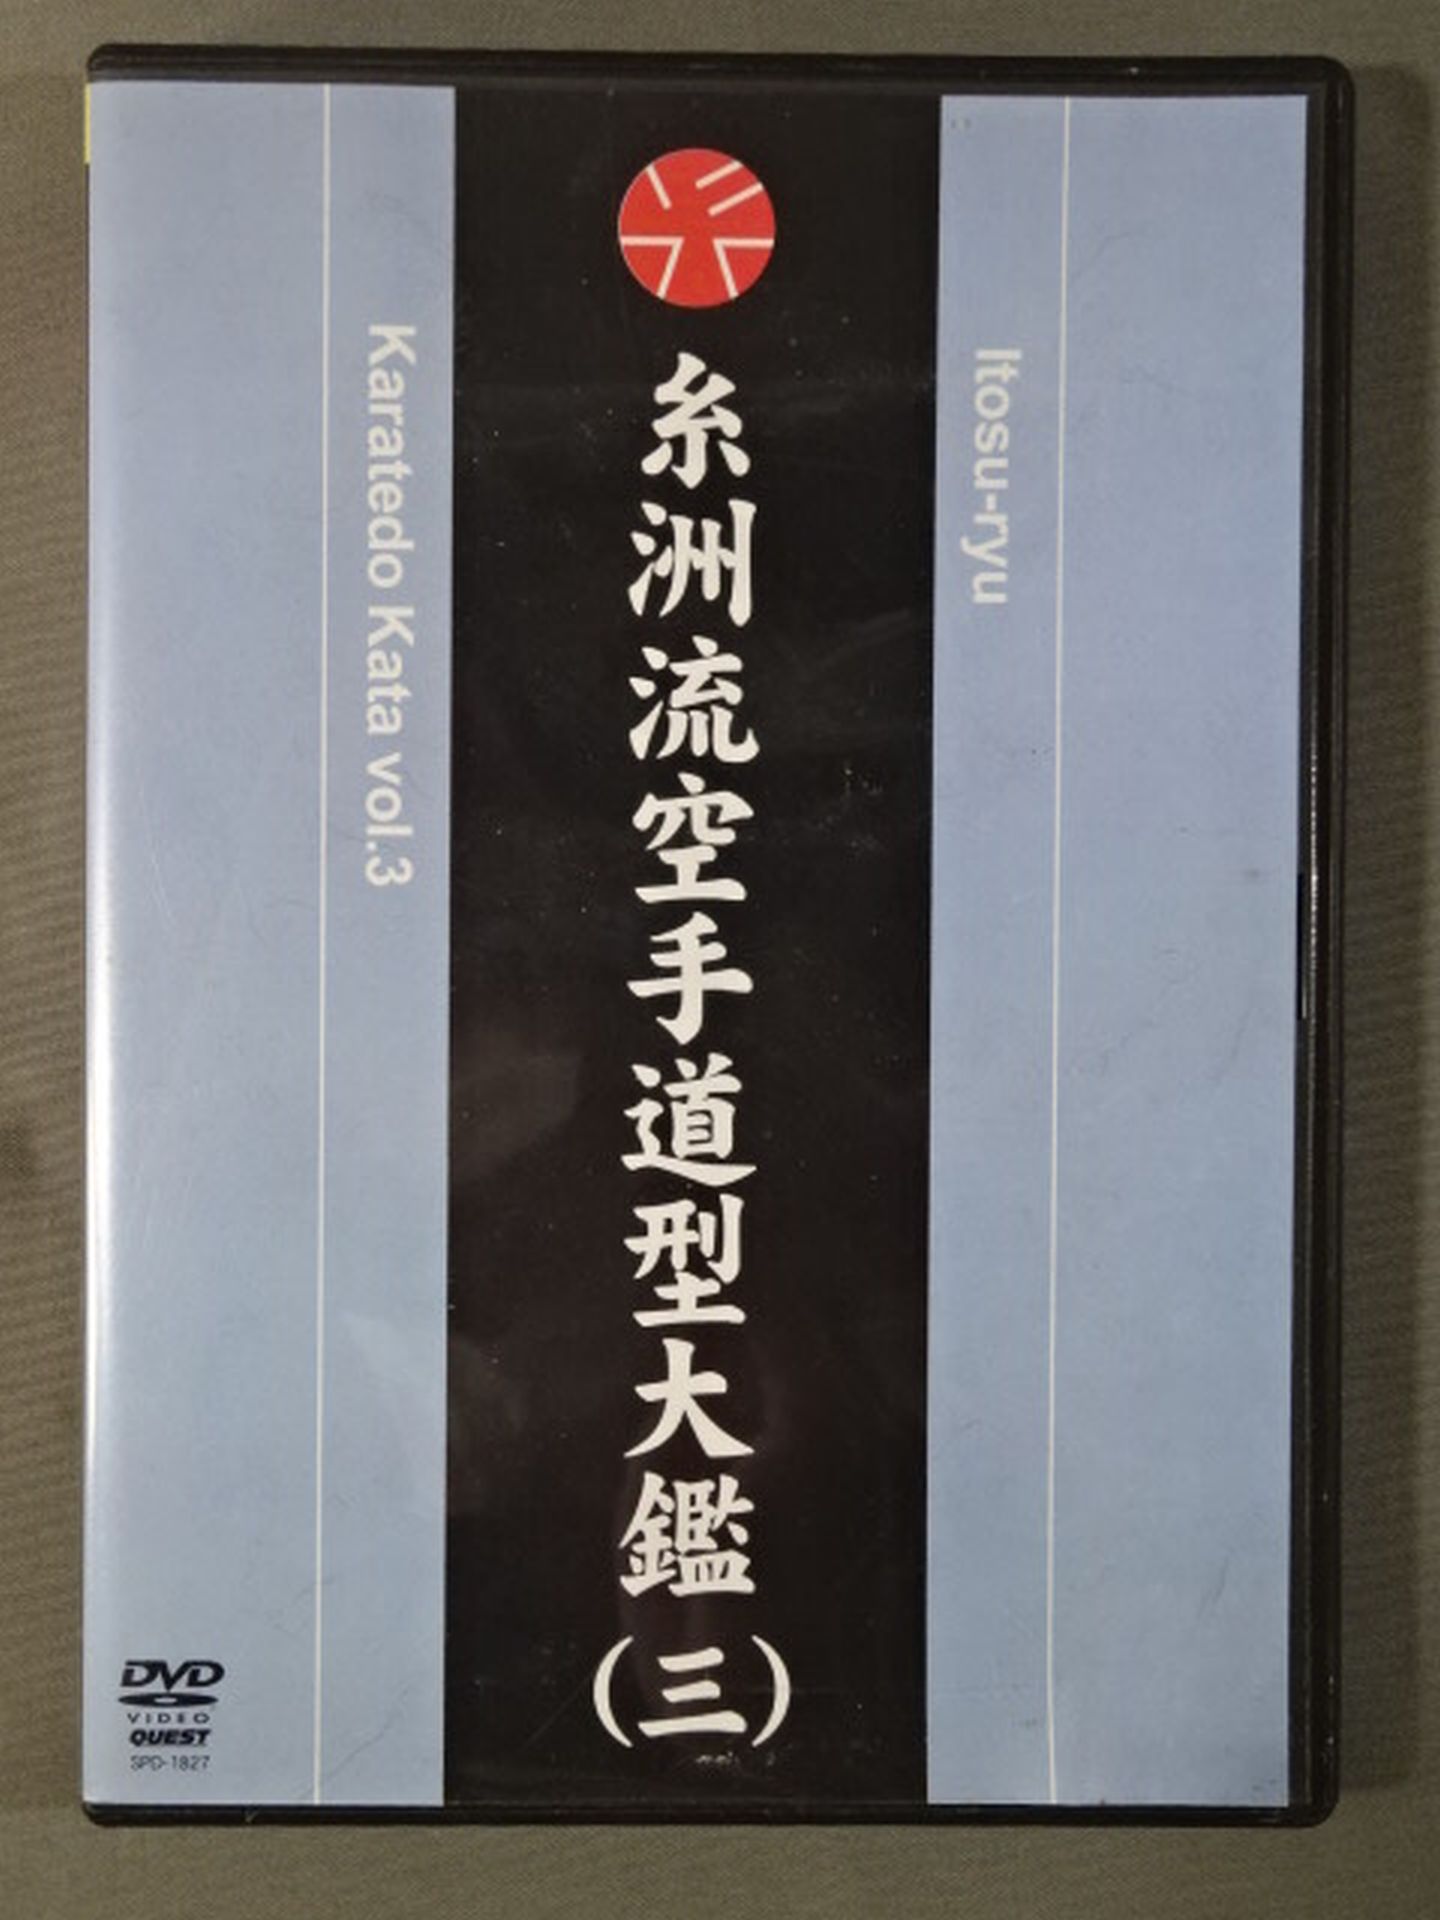 Itosu-ryu
糸洲流空手道型大鑑(三)
Karatedo Kata vol.3
DVD
VIDEO
QUEST
SPD-1827